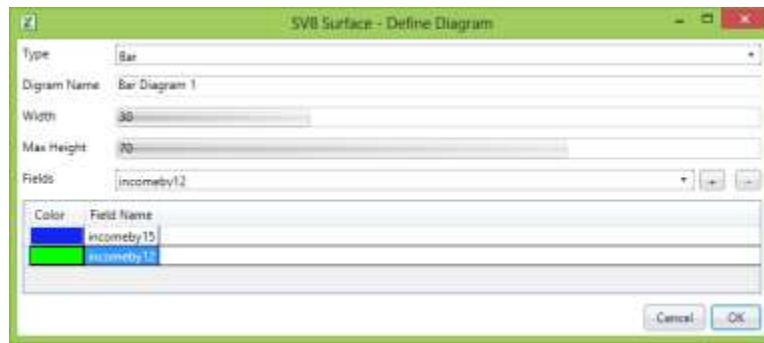 SVB Surface - Define Diagram
Type Bar
Digram Name Bar Diagram 1
Width 30
Max Height 70
Fields incomeby12 + -
Color Field Name
incomeby15
incomeby12
Cancel OK